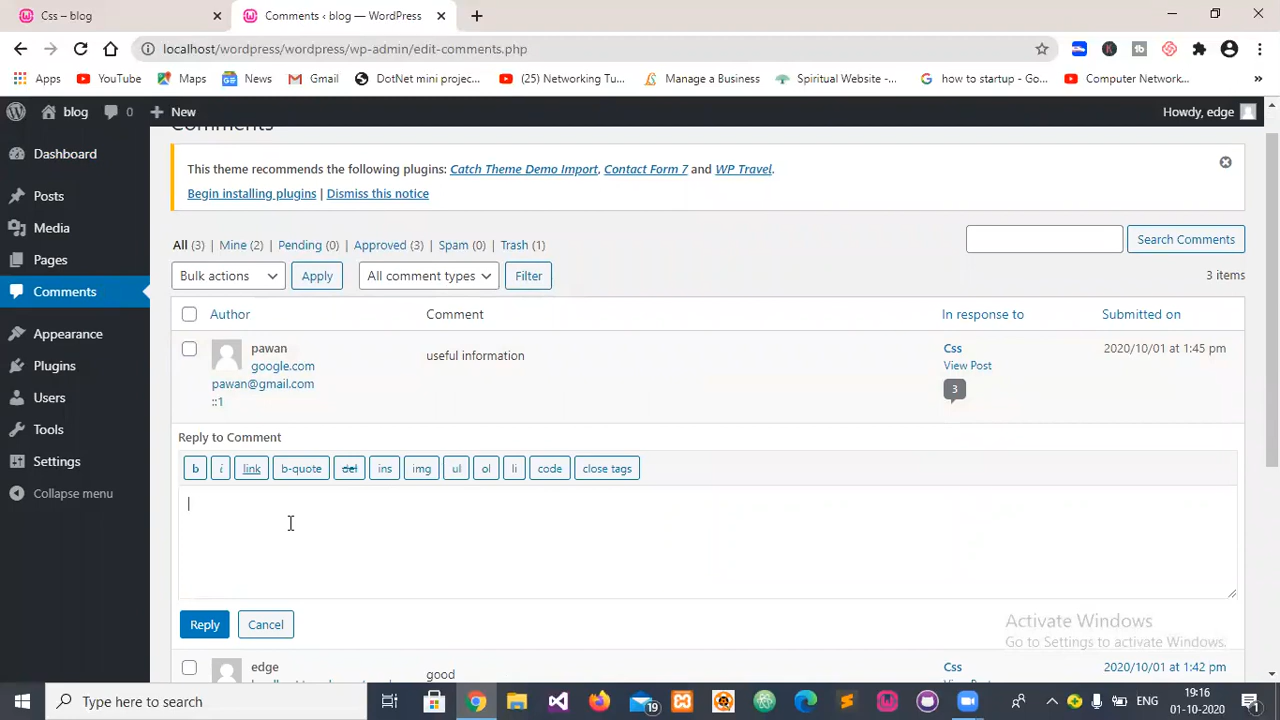 Css – blog
Comments ‹ blog — WordPress
localhost/wordpress/wordpress/wp-admin/edit-comments.php
Apps YouTube Maps News Gmail DotNet mini projec... (25) Networking Tu... Manage a Business Spiritual Website -... how to startup - Go... Computer Network...
blog 0 New Howdy, edge
Comments
Dashboard
Posts
Media
Pages
Comments
Appearance
Plugins
Users
Tools
Settings
Collapse menu
This theme recommends the following plugins: Catch Theme Demo Import, Contact Form 7 and WP Travel.
Begin installing plugins | Dismiss this notice
All (3) | Mine (2) | Pending (0) | Approved (3) | Spam (0) | Trash (1)
Search Comments
Bulk actions Apply All comment types Filter
3 items
Author Comment In response to Submitted on
pawan useful information Css 2020/10/01 at 1:45 pm
google.com View Post
pawan@gmail.com 3
::1
Reply to Comment
b i link b-quote del ins img ul ol li code close tags
Reply Cancel
Activate Windows
Go to Settings to activate Windows.
edge good Css 2020/10/01 at 1:42 pm
Type here to search
19
ENG
19:16
01-10-2020
1